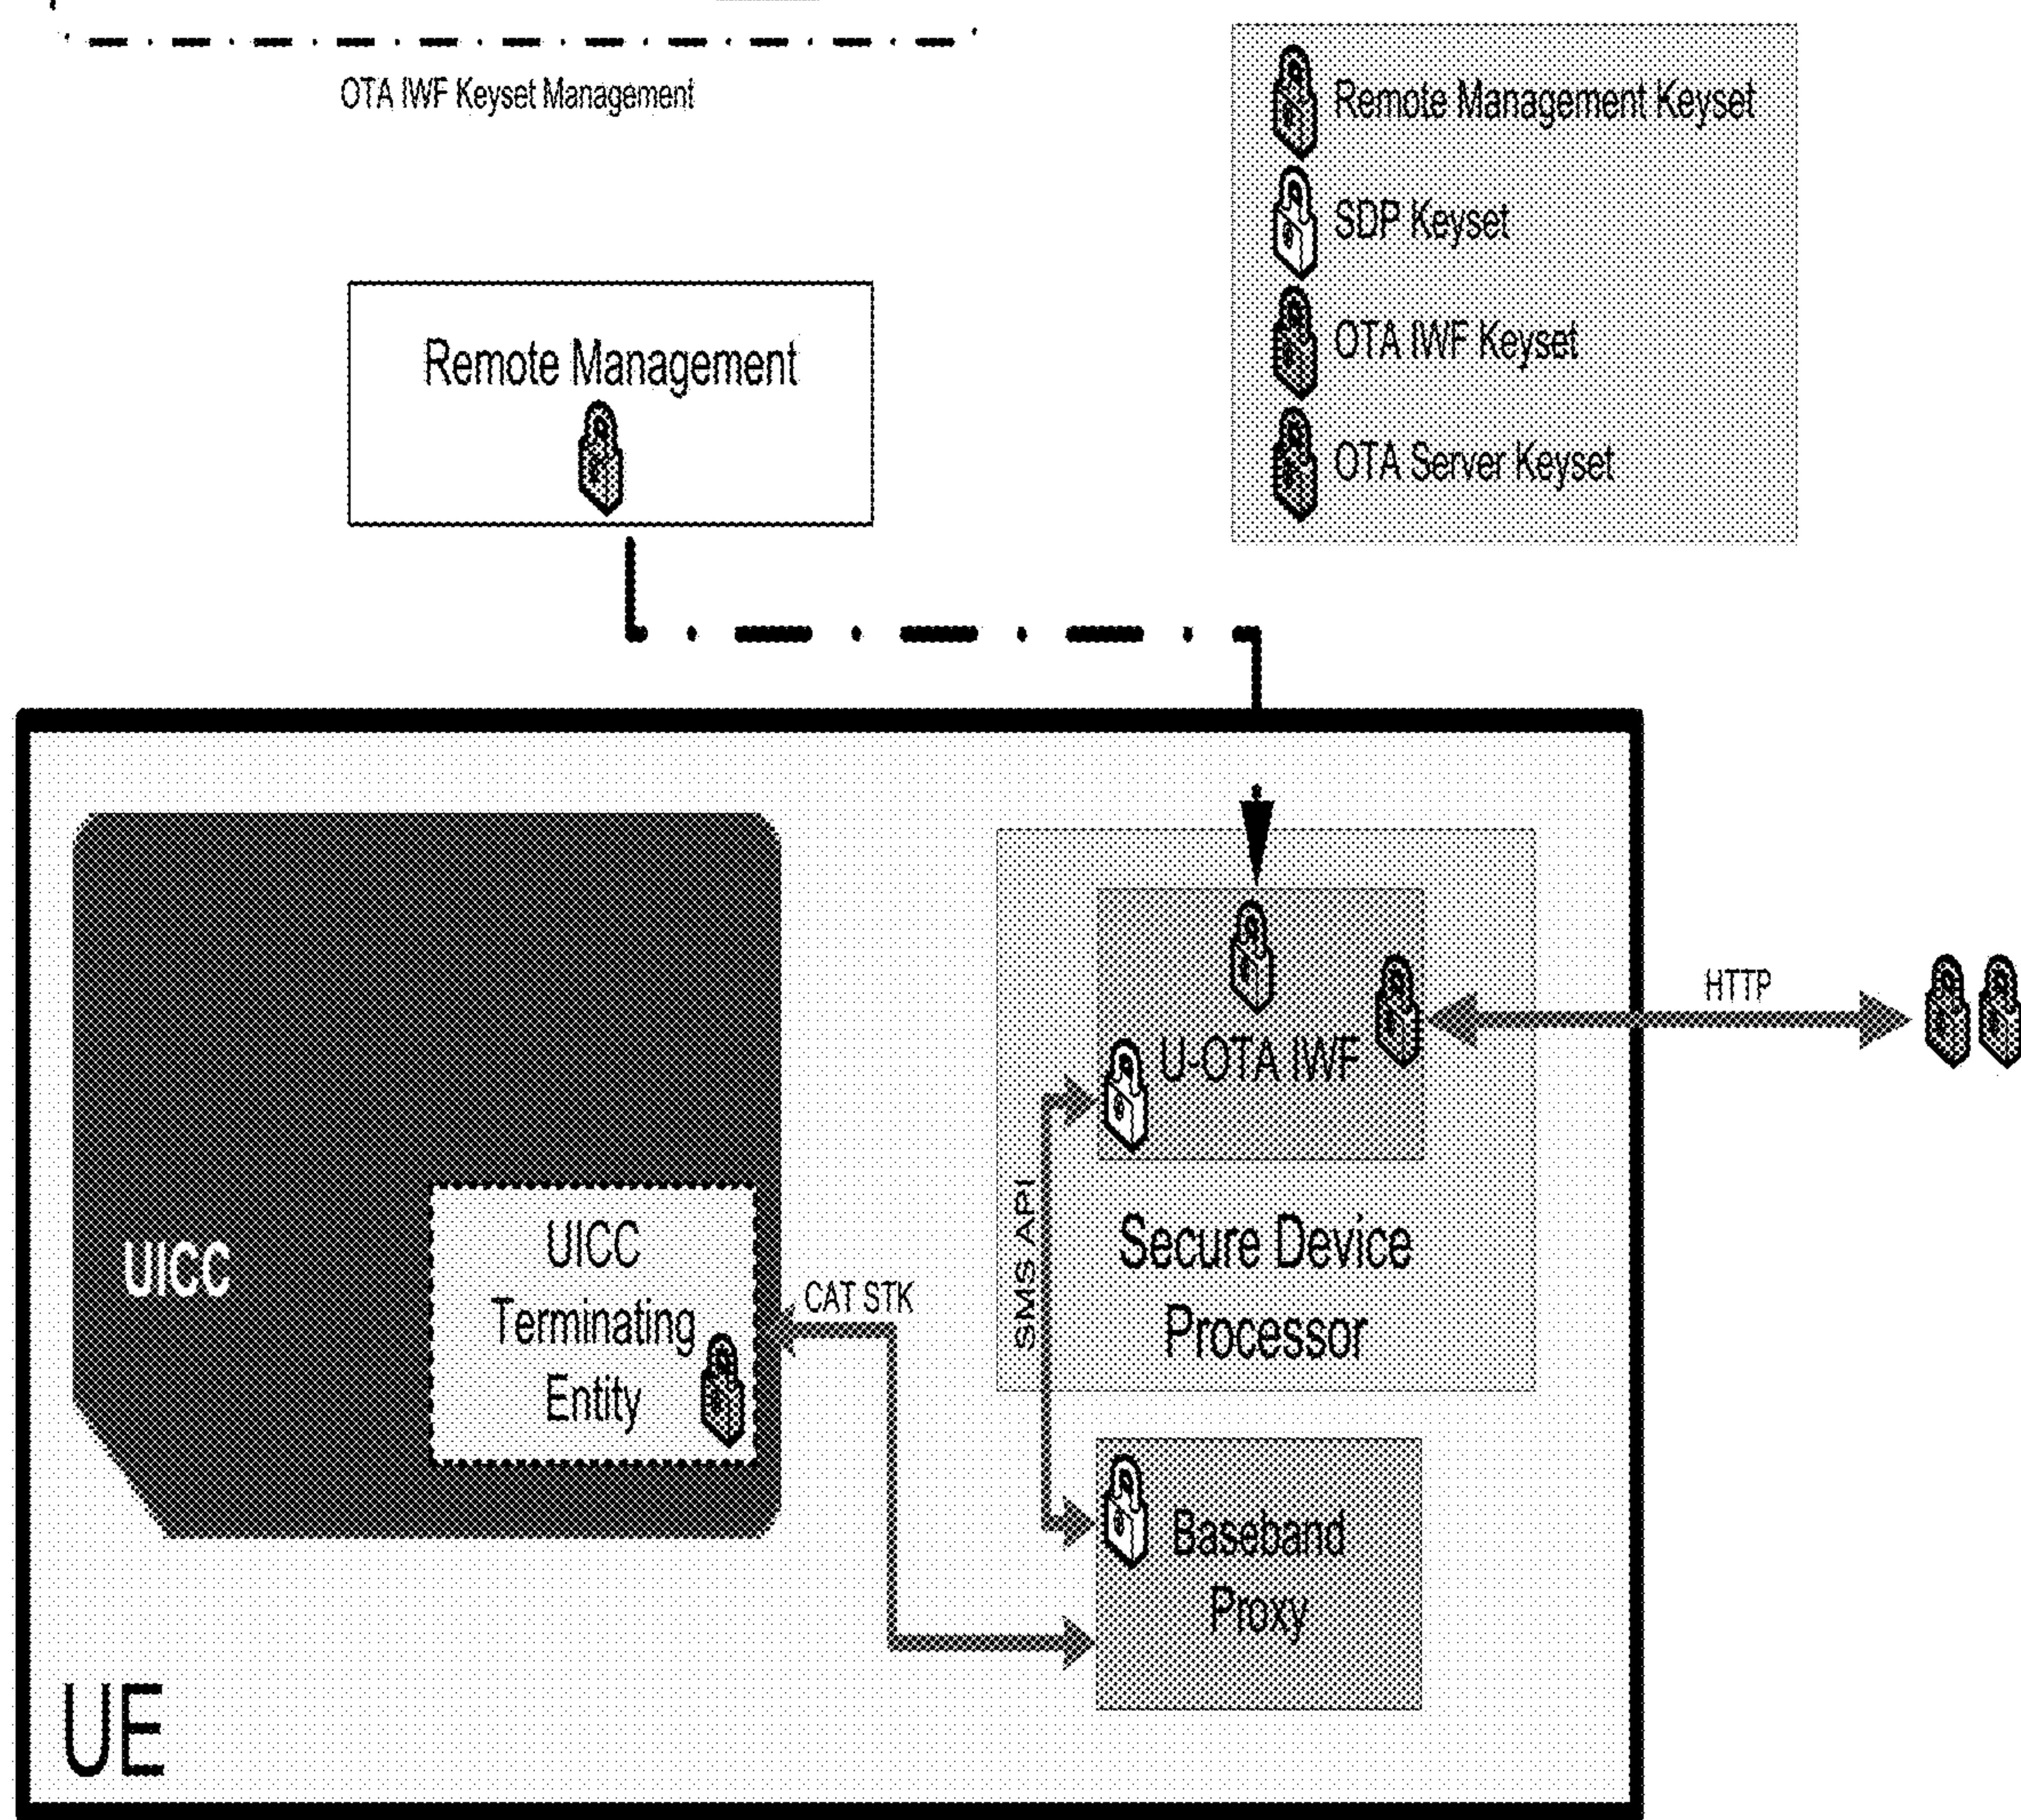 OTA IWF Keyset Management
Remote Management Keyset
SDP Keyset
OTA IWF Keyset
OTA Server Keyset
Remote Management
HTTP
U-OTA IWF
SMS API
Secure Device
Processor
UICC
UICC
Terminating
Entity
CAT STK
Baseband
Proxy
UE